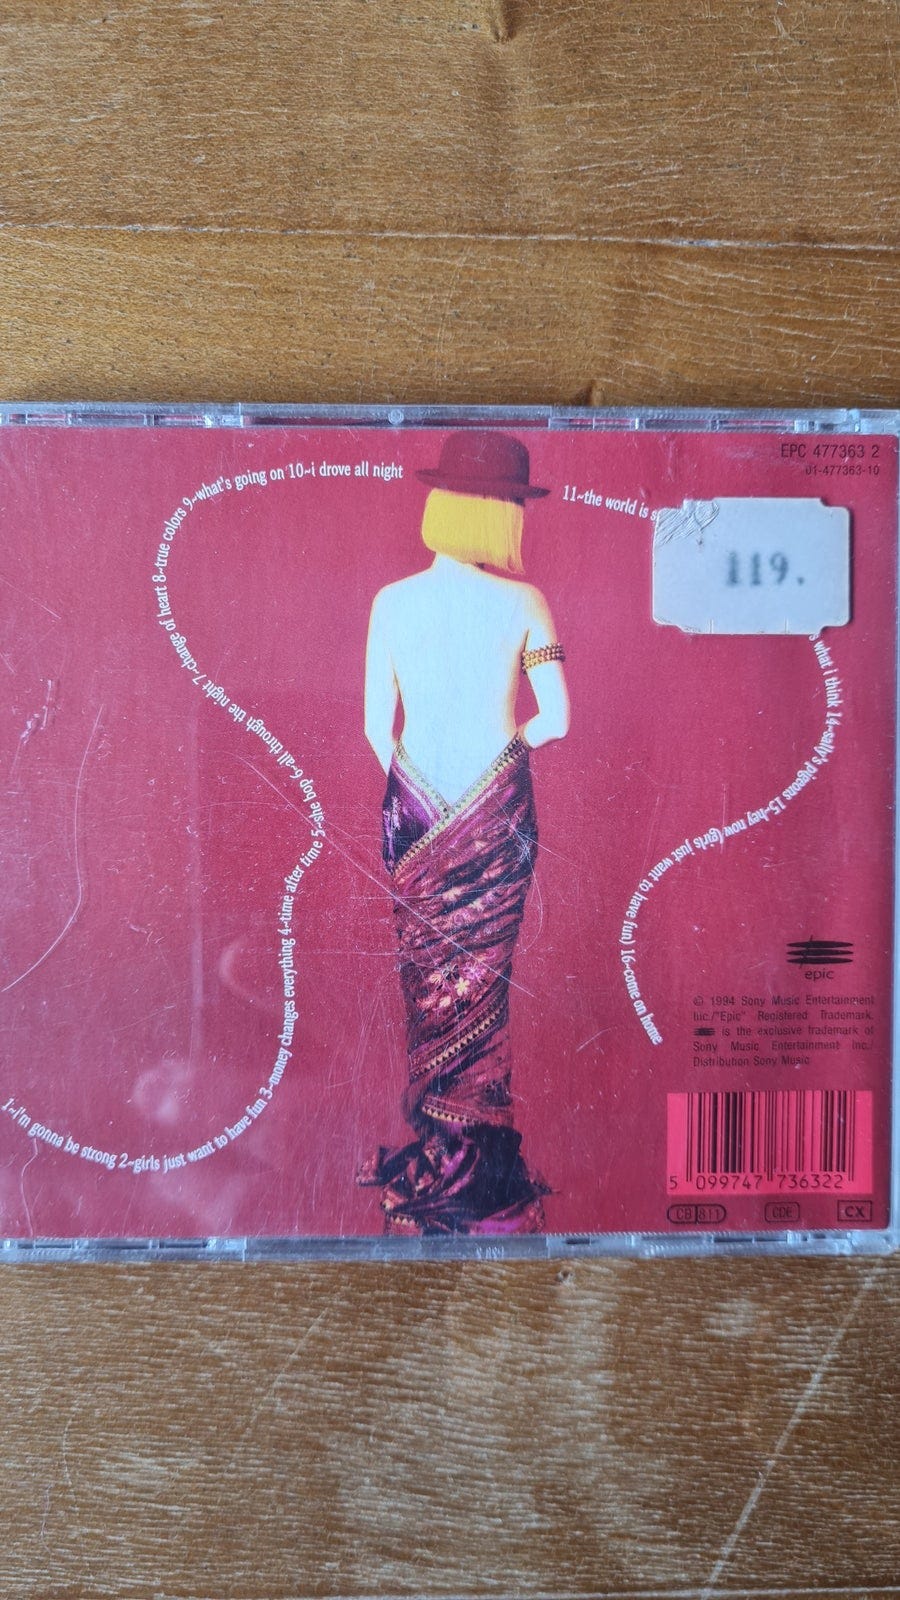 1~i'm gonna be strong 2~girls just want to have fun 3~money changes everything 4~time after time 5~she bop 6~all through the night 7~change of heart 8~true colors 9~what's going on 10~i drove all night
11~the world is s
s what i think 14~sally's pigeons 15~hey now (girls just want to have fun) 16~come on home
EPC 477363 2
01-477363-10
119.
epic
© 1994 Sony Music Entertainment
Inc./"Epic" Registered Trademark.
is the exclusive trademark of
Sony Music Entertainment Inc./
Distribution Sony Music
5 099747 736322
CB 811
CDE
CX